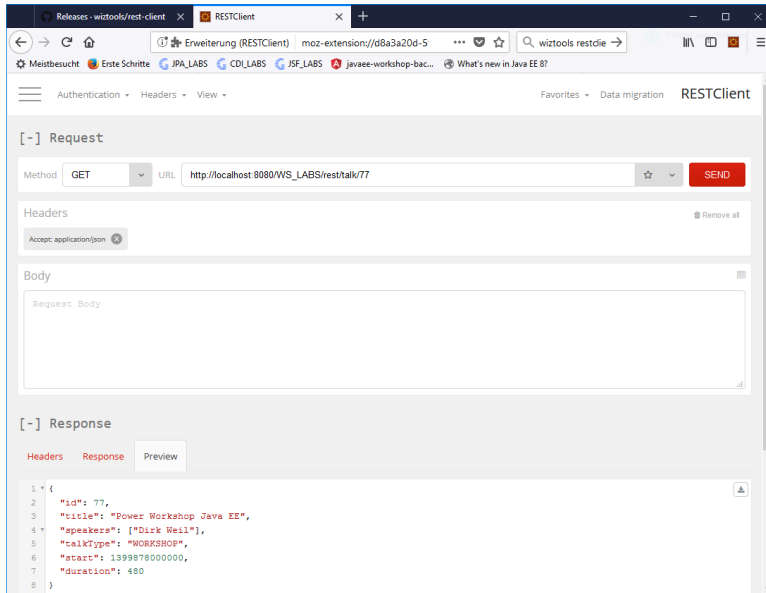 Releases - wiztools/rest-client
RESTClient
Erweiterung (RESTClient) moz-extension://d8a3a20d-5
wiztools restclie
Meistbesucht Erste Schritte JPA_LABS CDI_LABS JSF_LABS javaee-workshop-bac... What's new in Java EE 8?
Authentication Headers View Favorites Data migration RESTClient
[-] Request
Method GET URL http://localhost:8080/WS_LABS/rest/talk/77 SEND
Headers Remove all
Accept: application/json
Body
Request Body
[-] Response
Headers Response Preview
1 {
2 "id": 77,
3 "title": "Power Workshop Java EE",
4 "speakers": ["Dirk Weil"],
5 "talkType": "WORKSHOP",
6 "start": 1399878000000,
7 "duration": 480
8 }